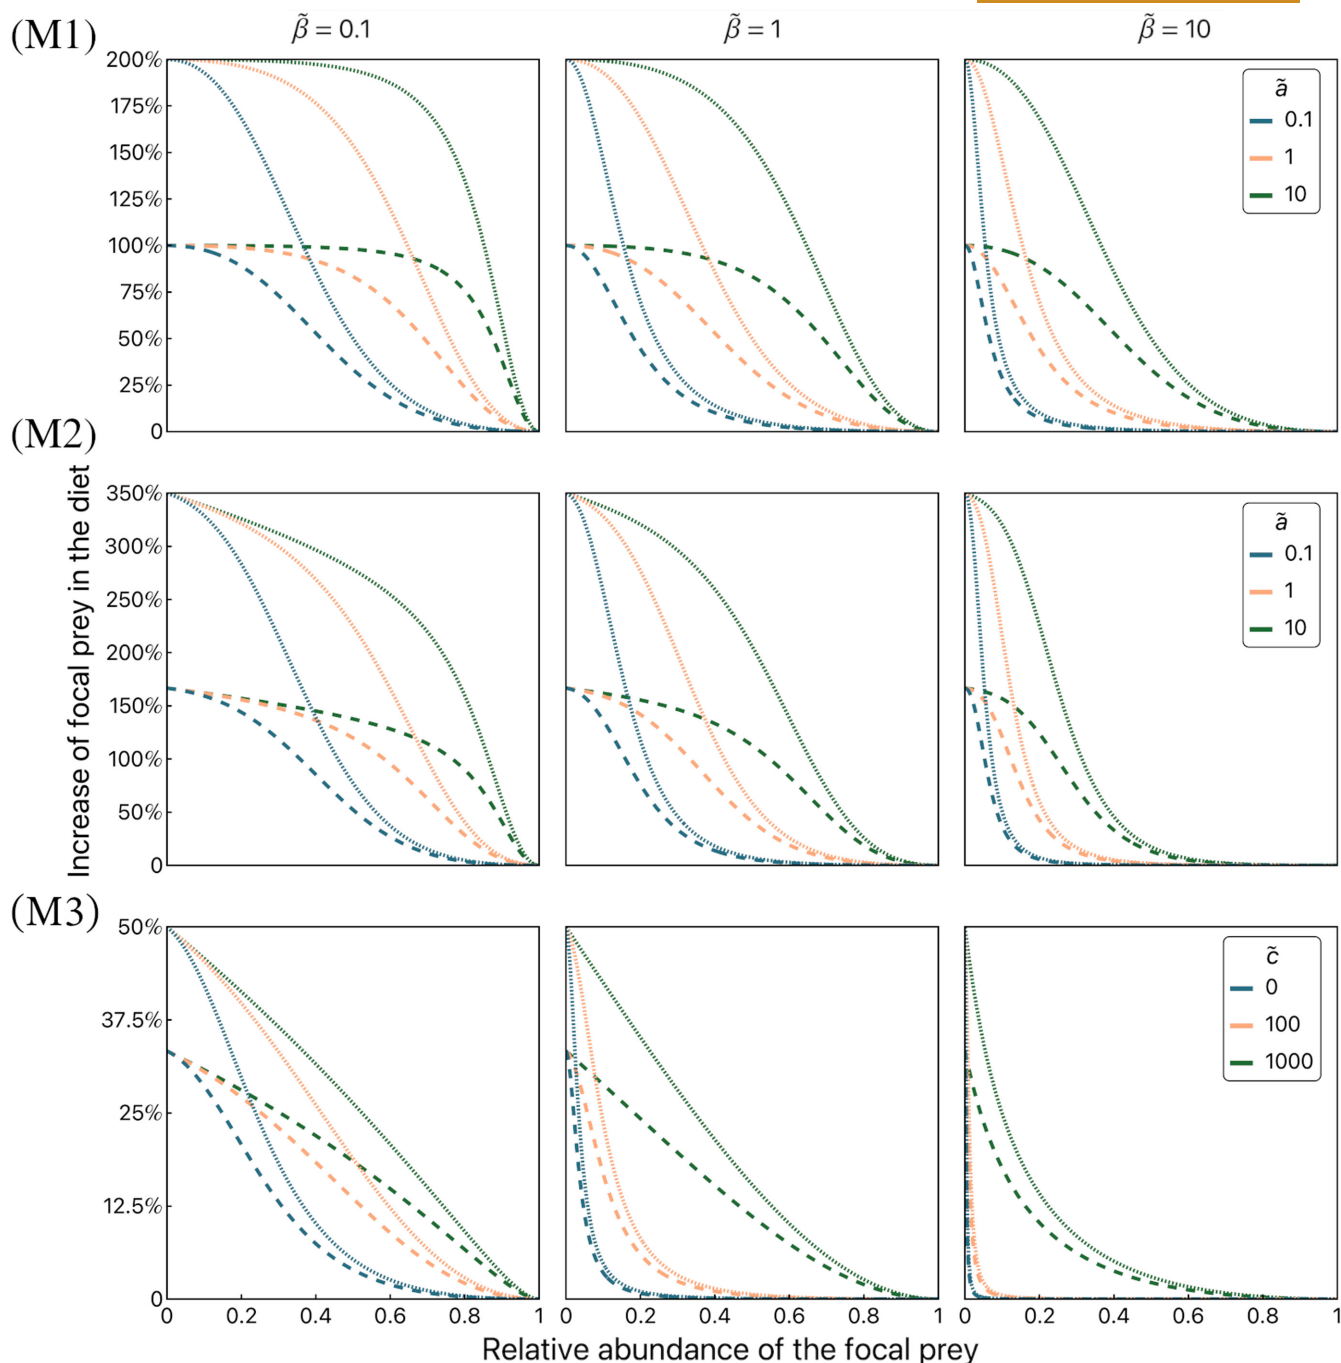 (M1)
β̃ = 0.1
β̃ = 1
β̃ = 10
200%
175%
150%
125%
100%
75%
50%
25%
0
ã
0.1
1
10
(M2)
Increase of focal prey in the diet
350%
300%
250%
200%
150%
100%
50%
0
ã
0.1
1
10
(M3)
50%
37.5%
25%
12.5%
0
c̃
0
100
1000
0 0.2 0.4 0.6 0.8 1
0 0.2 0.4 0.6 0.8 1
0 0.2 0.4 0.6 0.8 1
Relative abundance of the focal prey